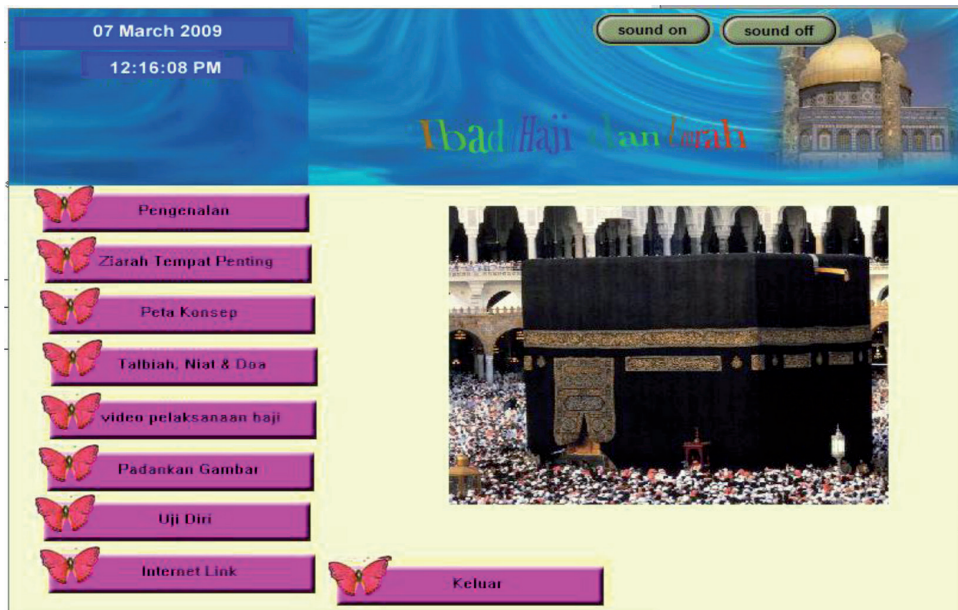 07 March 2009
12:16:08 PM
sound on
sound off
Ibad Haji dan Umrah
Pengenalan
Ziarah Tempat Penting
Peta Konsep
Talbiah, Niat & Doa
video pelaksanaan haji
Padankan Gambar
Uji Diri
Internet Link
Keluar